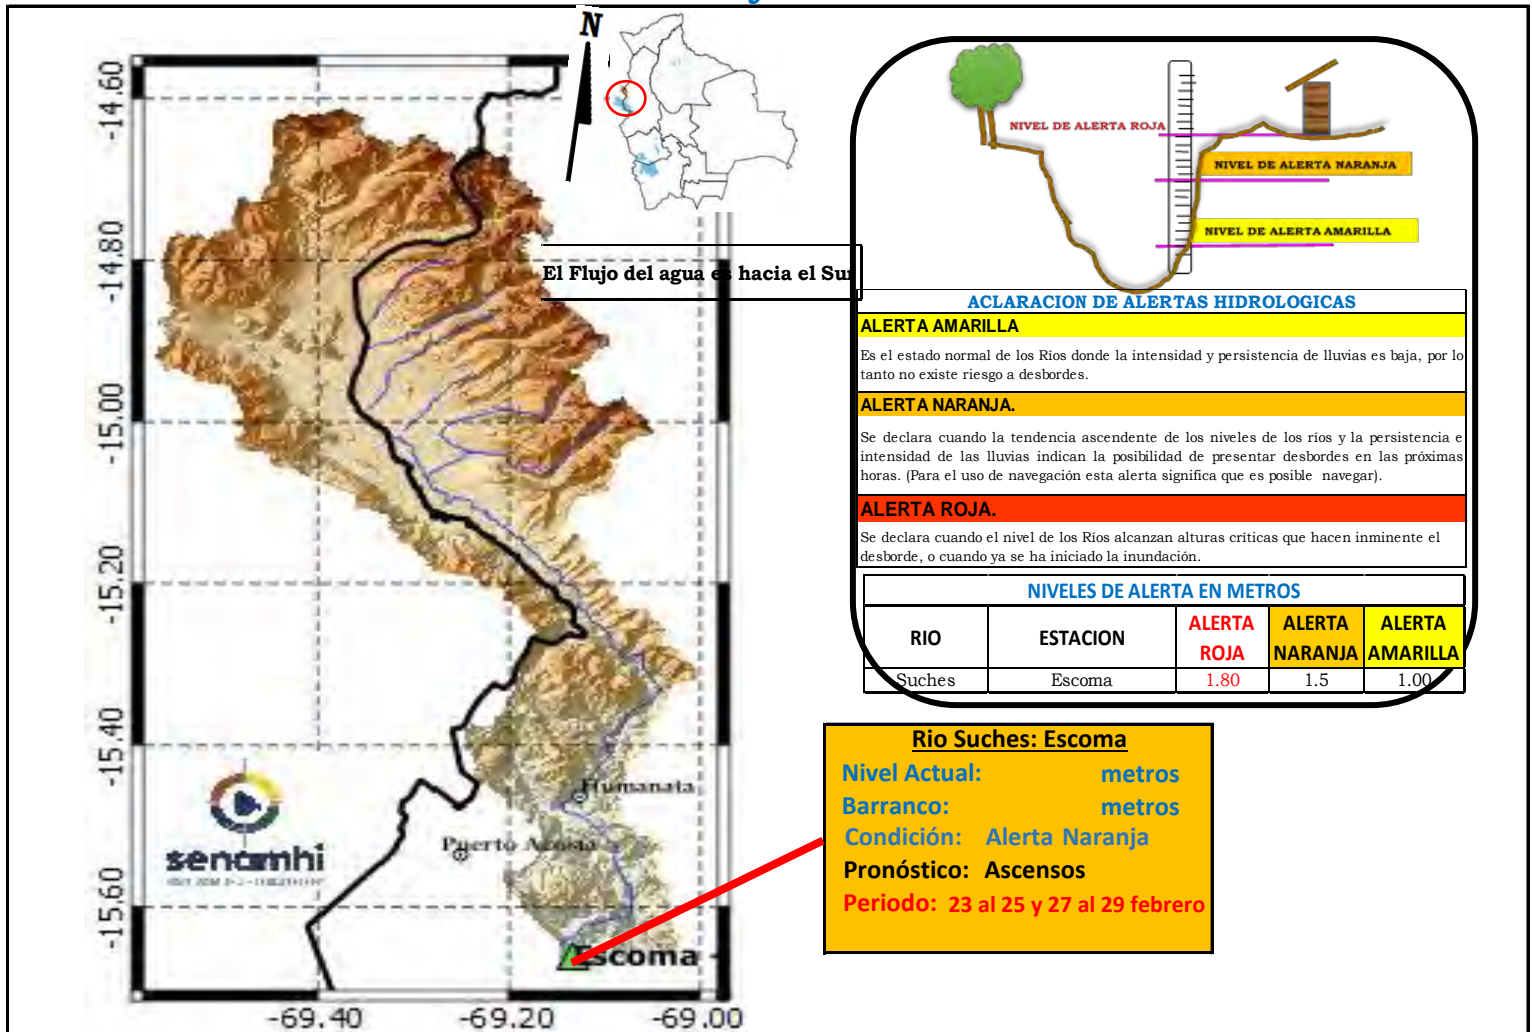 N
-14.60
-14.80
-15.00
-15.20
-15.40
-15.60
-69.40
-69.20
-69.00
El Flujo del agua es hacia el Sur
Humanata
Puerto Acosta
Escoma
senamhi
NIVEL DE ALERTA ROJA
NIVEL DE ALERTA NARANJA
NIVEL DE ALERTA AMARILLA
ACLARACION DE ALERTAS HIDROLOGICAS
ALERTA AMARILLA
Es el estado normal de los Ríos donde la intensidad y persistencia de lluvias es baja, por lo
tanto no existe riesgo a desbordes.
ALERTA NARANJA.
Se declara cuando la tendencia ascendente de los niveles de los ríos y la persistencia e
intensidad de las lluvias indican la posibilidad de presentar desbordes en las próximas
horas. (Para el uso de navegación esta alerta significa que es posible navegar).
ALERTA ROJA.
Se declara cuando el nivel de los Ríos alcanzan alturas críticas que hacen inminente el
desborde, o cuando ya se ha iniciado la inundación.
NIVELES DE ALERTA EN METROS
RIO ESTACION ALERTA ROJA ALERTA NARANJA ALERTA AMARILLA
Suches Escoma 1.80 1.5 1.00
Rio Suches: Escoma
Nivel Actual: metros
Barranco: metros
Condición: Alerta Naranja
Pronóstico: Ascensos
Periodo: 23 al 25 y 27 al 29 febrero